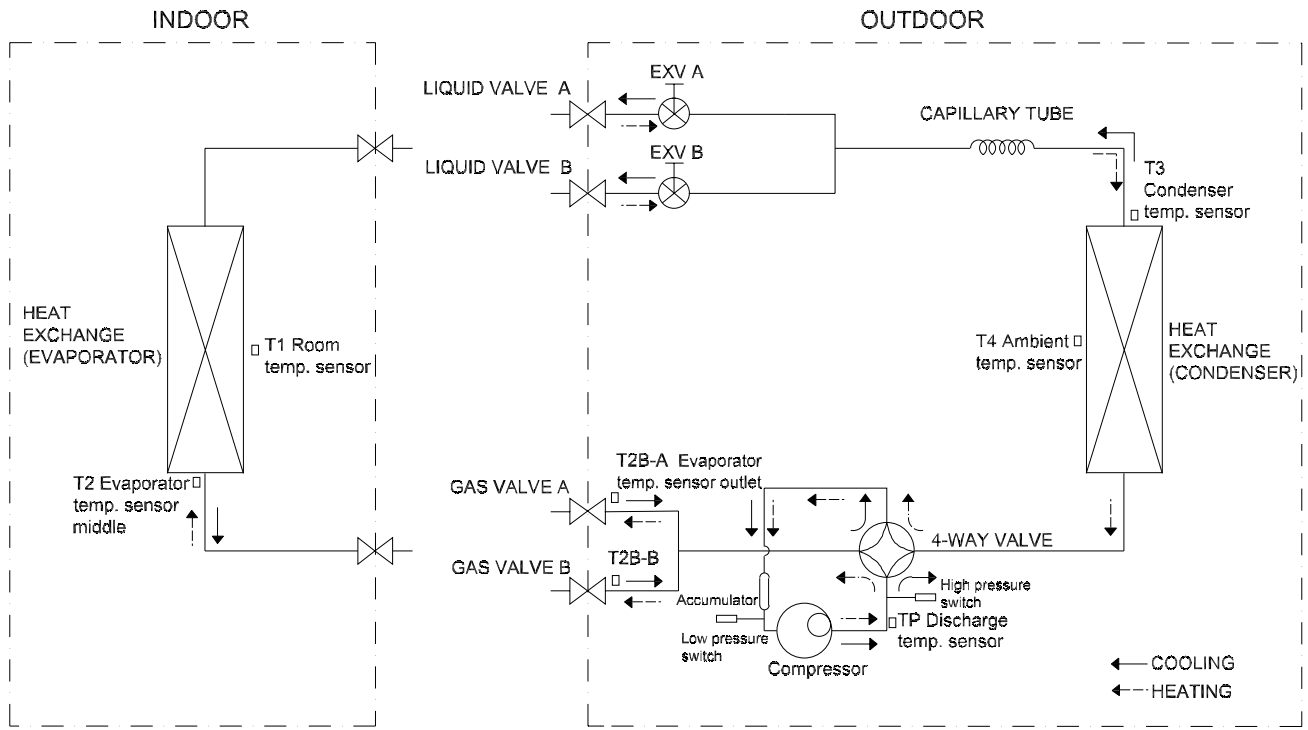 INDOOR
OUTDOOR
LIQUID VALVE A
EXV A
CAPILLARY TUBE
LIQUID VALVE B
EXV B
T3
Condenser
temp. sensor
HEAT
EXCHANGE
(EVAPORATOR)
T1 Room
temp. sensor
T4 Ambient
temp. sensor
HEAT
EXCHANGE
(CONDENSER)
T2 Evaporator
temp. sensor
middle
T2B-A Evaporator
temp. sensor outlet
GAS VALVE A
4-WAY VALVE
GAS VALVE B
T2B-B
Accumulator
High pressure
switch
Low pressure
switch
TP Discharge
temp. sensor
Compressor
COOLING
HEATING